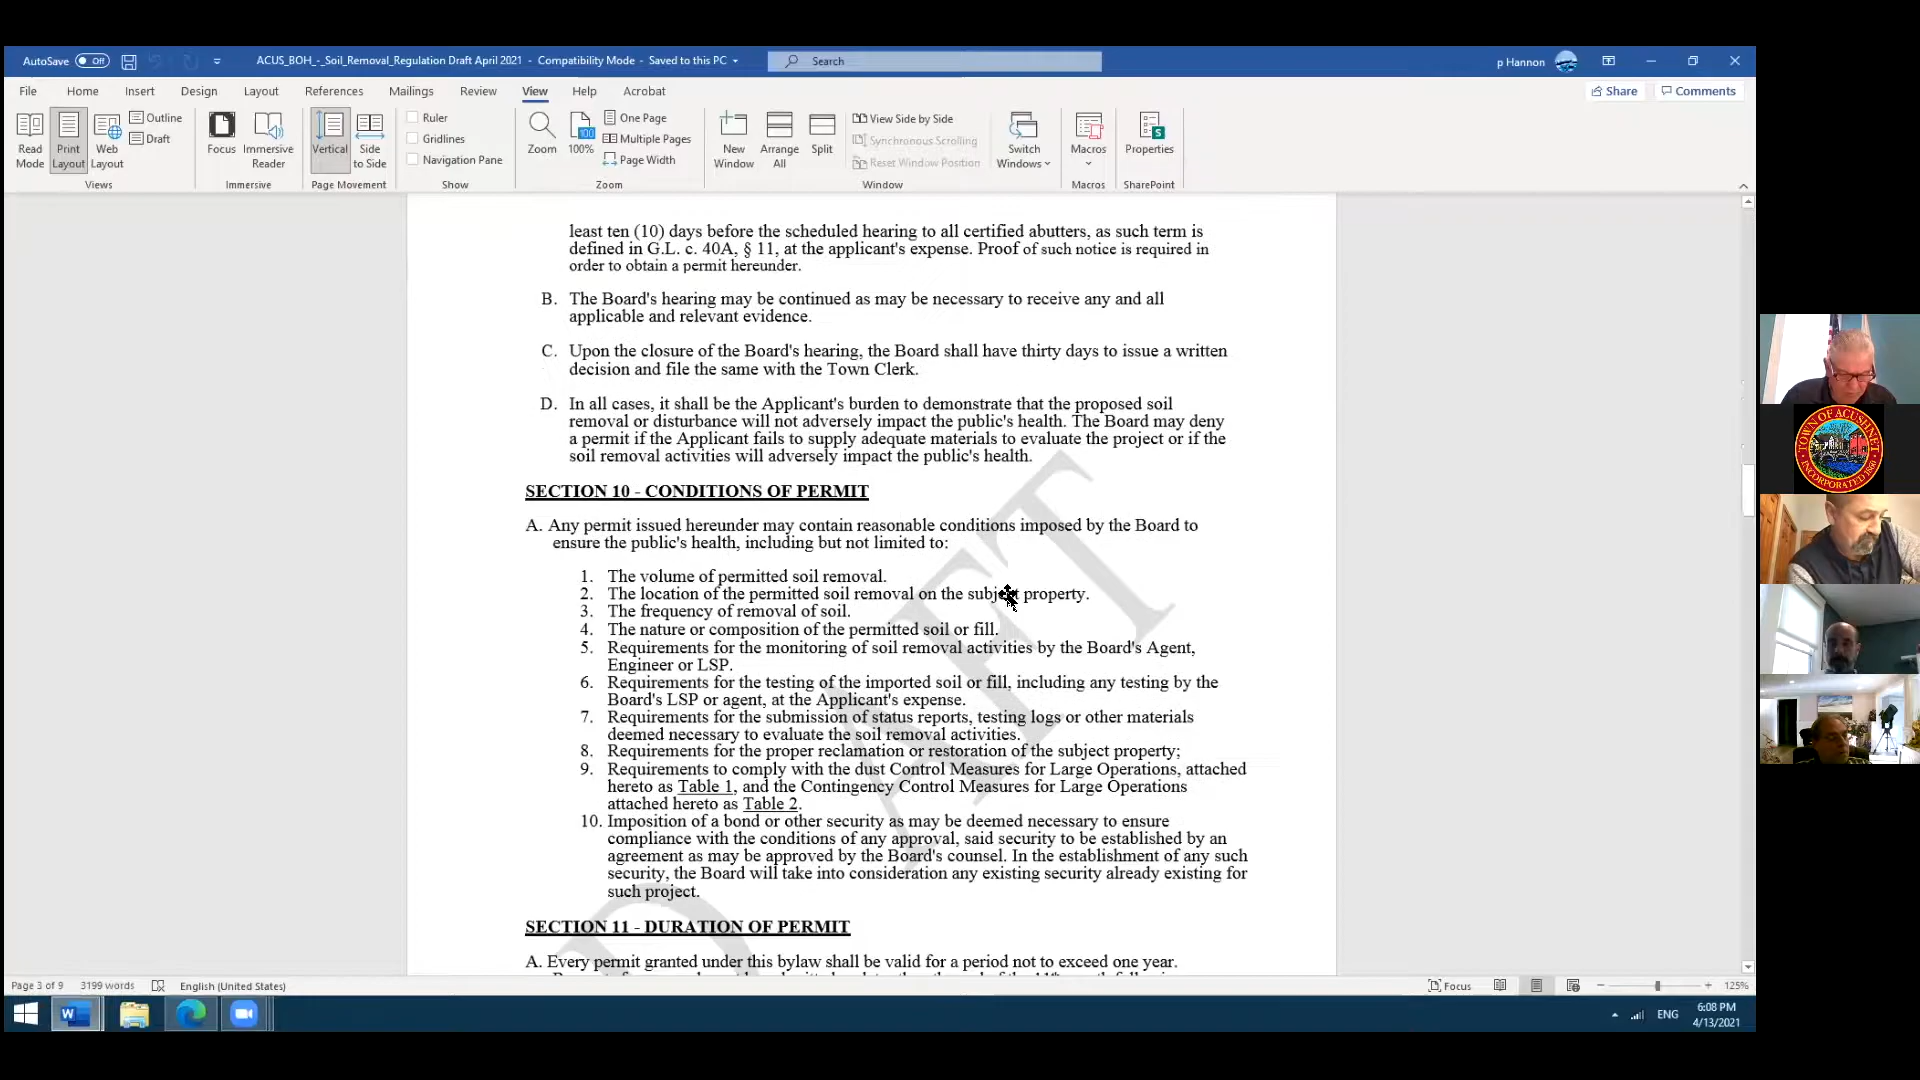 AutoSave Off ACUS_BOH_-_Soil_Removal_Regulation Draft April 2021 - Compatibility Mode - Saved to this PC Search p Hannon
File Home Insert Design Layout References Mailings Review View Help Acrobat Share Comments
Read Mode
Print Layout
Web Layout
Outline
Draft
Views
Focus
Immersive Reader
Immersive
Vertical
Side to Side
Page Movement
Ruler
Gridlines
Navigation Pane
Show
Zoom
100
100%
One Page
Multiple Pages
Page Width
Zoom
New Window
Arrange All
Split
View Side by Side
Synchronous Scrolling
Reset Window Position
Window
Switch Windows
Macros
Macros
Properties
SharePoint
least ten (10) days before the scheduled hearing to all certified abutters, as such term is
defined in G.L. c. 40A, § 11, at the applicant's expense. Proof of such notice is required in
order to obtain a permit hereunder.
B. The Board's hearing may be continued as may be necessary to receive any and all
applicable and relevant evidence.
C. Upon the closure of the Board's hearing, the Board shall have thirty days to issue a written
decision and file the same with the Town Clerk.
D. In all cases, it shall be the Applicant's burden to demonstrate that the proposed soil
removal or disturbance will not adversely impact the public's health. The Board may deny
a permit if the Applicant fails to supply adequate materials to evaluate the project or if the
soil removal activities will adversely impact the public's health.
SECTION 10 - CONDITIONS OF PERMIT
A. Any permit issued hereunder may contain reasonable conditions imposed by the Board to
ensure the public's health, including but not limited to:
1. The volume of permitted soil removal.
2. The location of the permitted soil removal on the subject property.
3. The frequency of removal of soil.
4. The nature or composition of the permitted soil or fill.
5. Requirements for the monitoring of soil removal activities by the Board's Agent,
Engineer or LSP.
6. Requirements for the testing of the imported soil or fill, including any testing by the
Board's LSP or agent, at the Applicant's expense.
7. Requirements for the submission of status reports, testing logs or other materials
deemed necessary to evaluate the soil removal activities.
8. Requirements for the proper reclamation or restoration of the subject property;
9. Requirements to comply with the dust Control Measures for Large Operations, attached
hereto as Table 1, and the Contingency Control Measures for Large Operations
attached hereto as Table 2.
10. Imposition of a bond or other security as may be deemed necessary to ensure
compliance with the conditions of any approval, said security to be established by an
agreement as may be approved by the Board's counsel. In the establishment of any such
security, the Board will take into consideration any existing security already existing for
such project.
SECTION 11 - DURATION OF PERMIT
A. Every permit granted under this bylaw shall be valid for a period not to exceed one year.
DRAFT
TOWN OF ACUSHNET
INCORPORATED 1860
Page 3 of 9 3199 words English (United States) Focus 125%
ENG
6:08 PM
4/13/2021